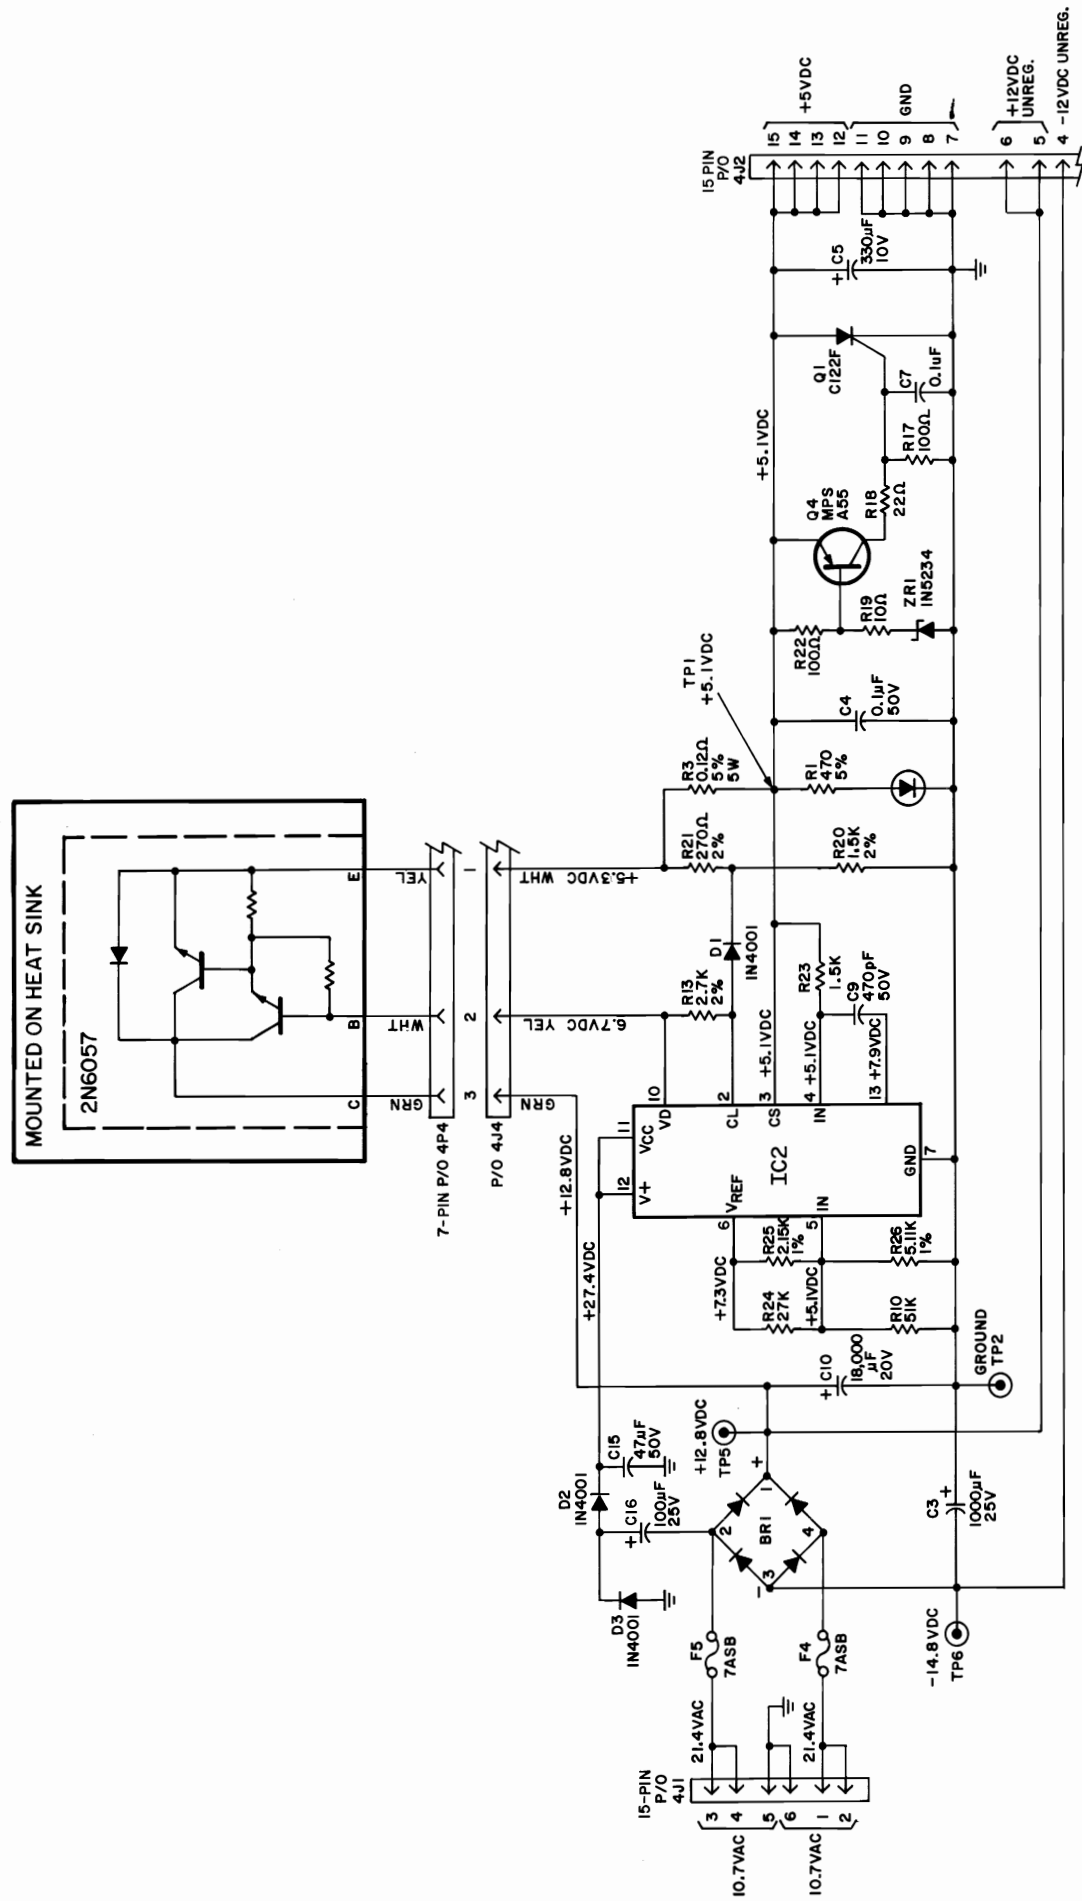 MOUNTED ON HEAT SINK
2N6057
C
B
E
GRN
WHT
YEL
7-PIN P/O 4P4
3
2
1
P/O 4J4
GRN
6.7VDC YEL
+5.3VDC WHT
+12.8VDC
+27.4VDC
D3
IN4001
D2
IN4001
+ C16
100µF
25V
C15
47µF
50V
12
V+
11
VCC
10
VD
2
CL
3
CS
4
IN
13
6
VREF
5
IN
IC2
GND
7
R13
2.7K
2%
D1
IN4001
R21
270Ω
2%
R3
0.12Ω
5%
5W
TP1
+5.1VDC
+5.1VDC
+5.1VDC
+7.9VDC
R23
1.5K
C9
470pF
50V
R20
1.5K
2%
R1
470
5%
C4
0.1µF
50V
R22
100Ω
R19
10Ω
ZR1
IN5234
Q4
MPS
A55
R18
22Ω
R17
100Ω
C7
0.1uF
+5.1VDC
Q1
C122F
+ C5
330µF
10V
15 PIN
P/O
4J2
15
14
13
12
11
10
9
8
7
6
5
4
+5VDC
GND
+12VDC
UNREG.
-12VDC UNREG.
15-PIN
P/O
4J1
3
4
5
6
1
2
10.7VAC
10.7VAC
21.4VAC
21.4VAC
F5
7ASB
F4
7ASB
2
+
1
BR1
4
-
3
+12.8VDC
TP5
+ C10
18,000
µF
20V
+7.3VDC
R24
27K
R25
2.15K
1%
+5.1VDC
R10
51K
R26
5.11K
1%
GROUND
TP2
C3 +
1000µF
25V
-14.8VDC
TP6